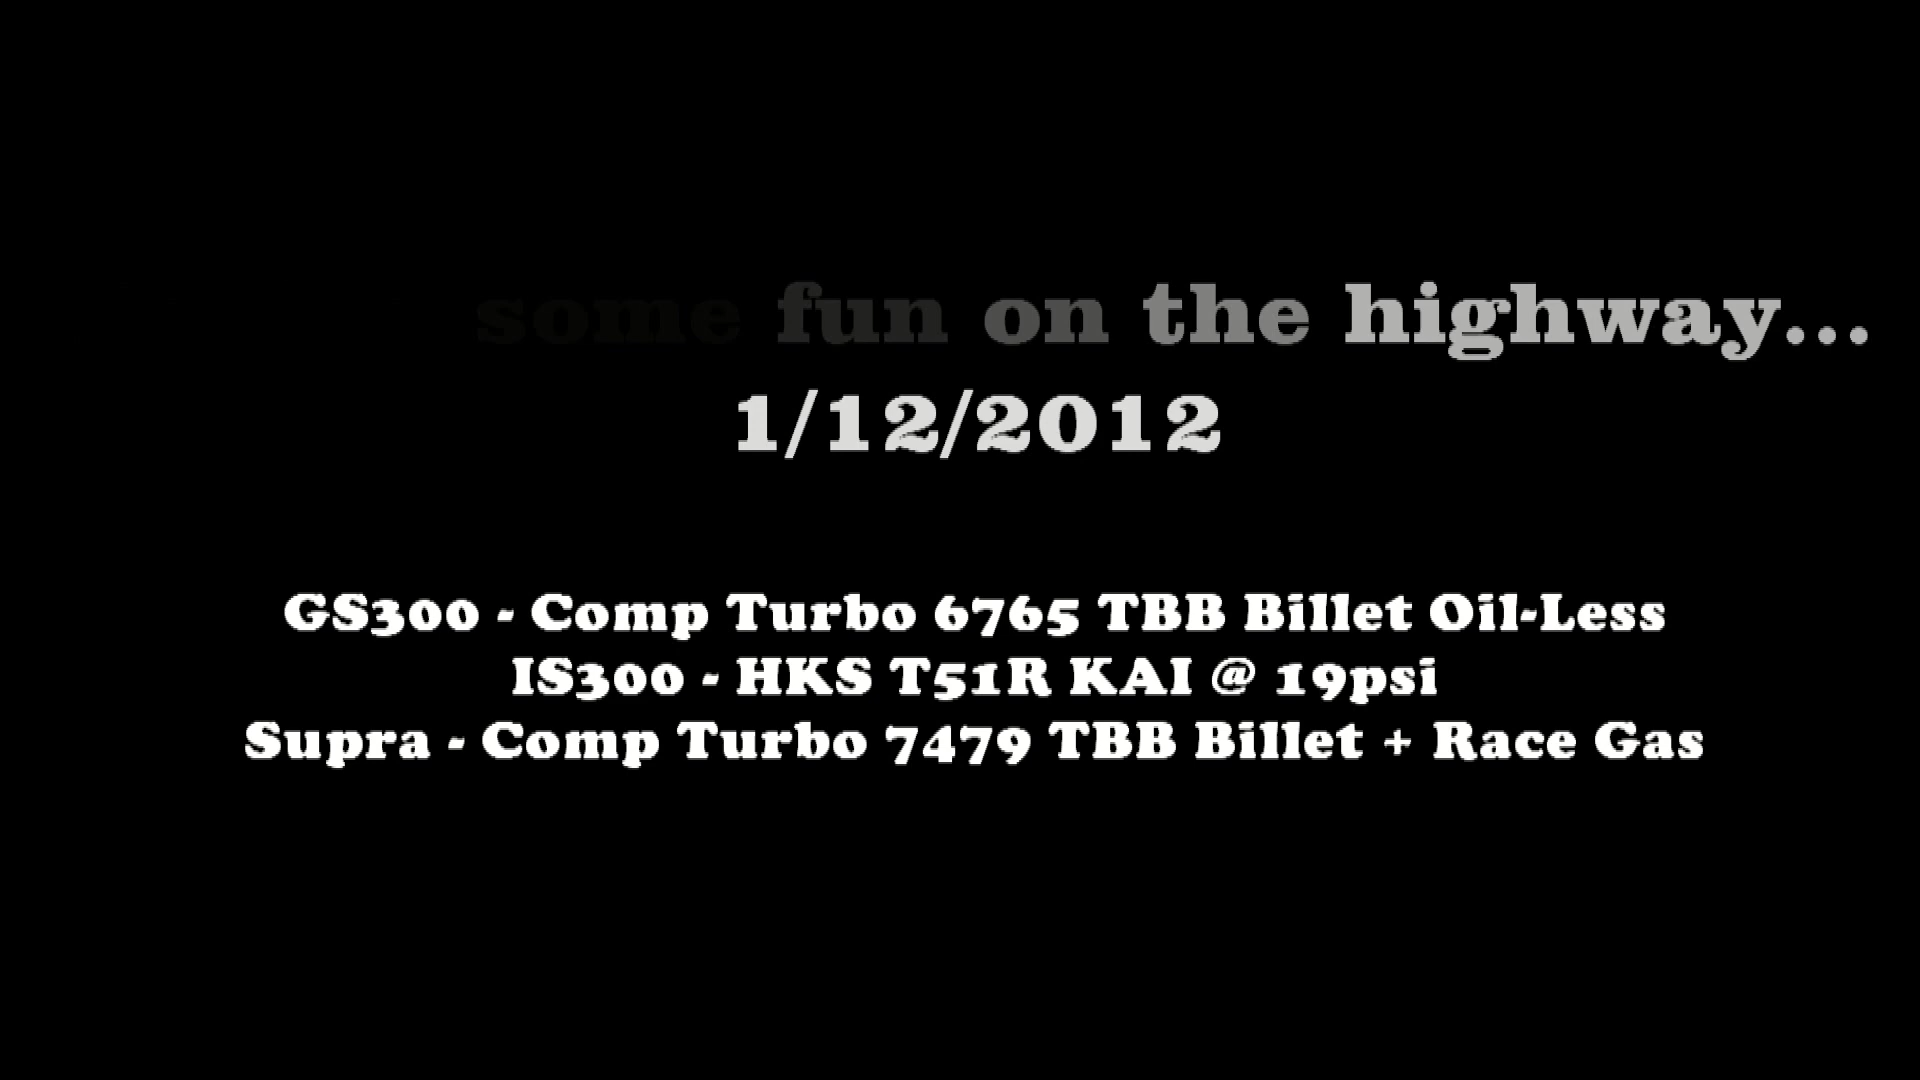 some fun on the highway...
1/12/2012
GS300 - Comp Turbo 6765 TBB Billet Oil-Less
IS300 - HKS T51R KAI @ 19psi
Supra - Comp Turbo 7479 TBB Billet + Race Gas